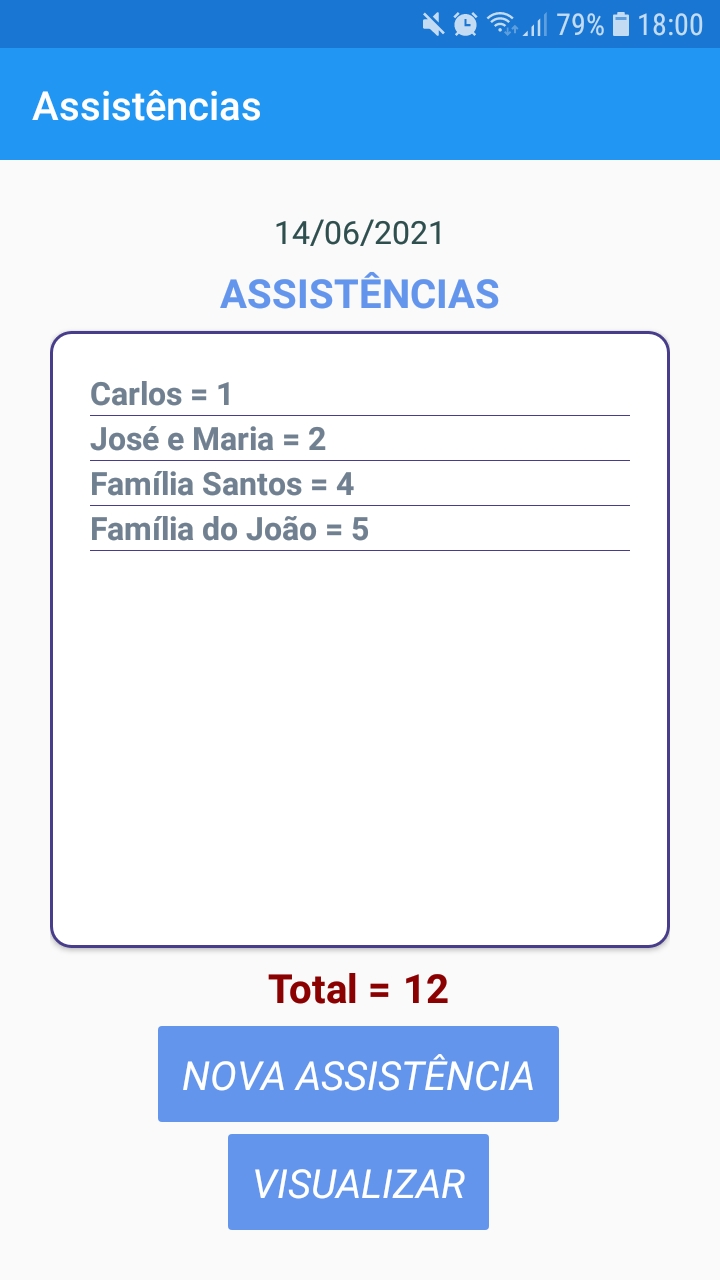 79% 18:00
Assistências
14/06/2021
ASSISTÊNCIAS
Carlos = 1
José e Maria = 2
Família Santos = 4
Família do João = 5
Total = 12
NOVA ASSISTÊNCIA
VISUALIZAR